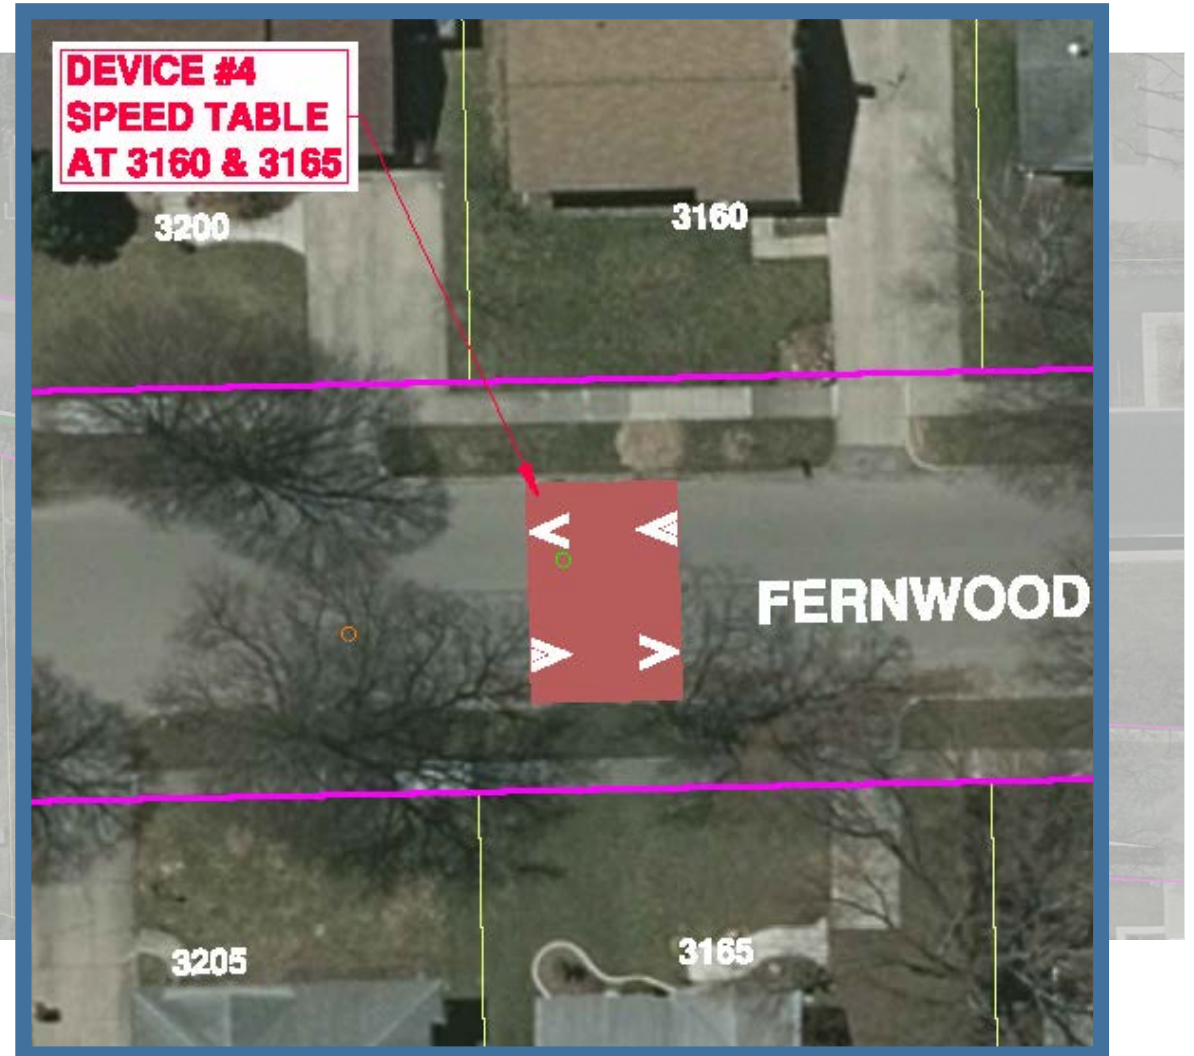 DEVICE #4
SPEED TABLE
AT 3160 & 3165
3200
3160
FERNWOOD
3205
3165